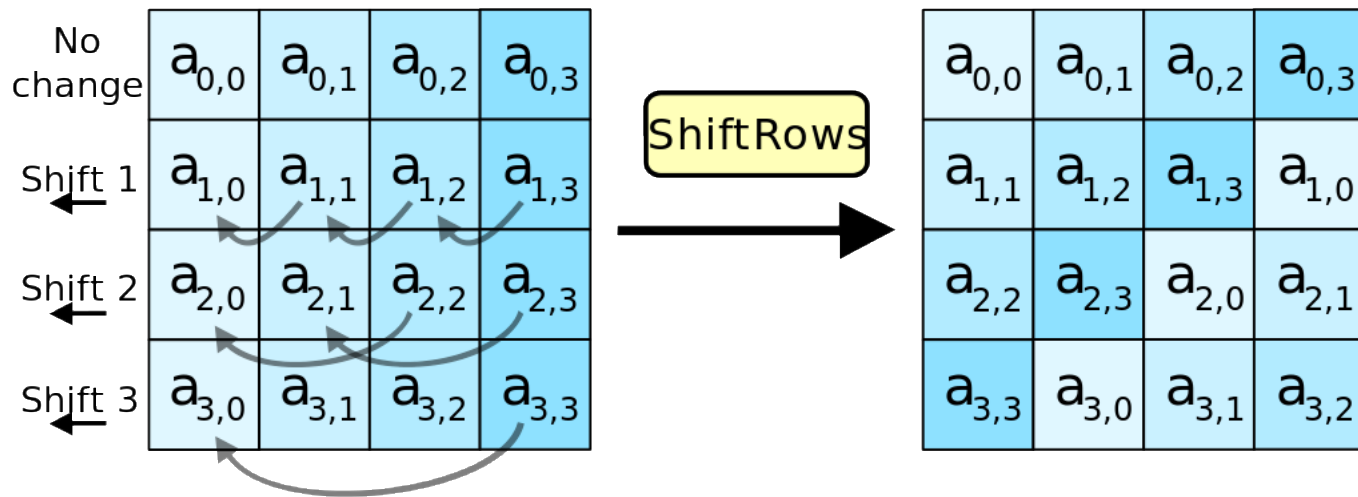 No
change
a0,0 a0,1 a0,2 a0,3
Shift 1
a1,0 a1,1 a1,2 a1,3
Shift 2
a2,0 a2,1 a2,2 a2,3
Shift 3
a3,0 a3,1 a3,2 a3,3
ShiftRows
a0,0 a0,1 a0,2 a0,3
a1,1 a1,2 a1,3 a1,0
a2,2 a2,3 a2,0 a2,1
a3,3 a3,0 a3,1 a3,2